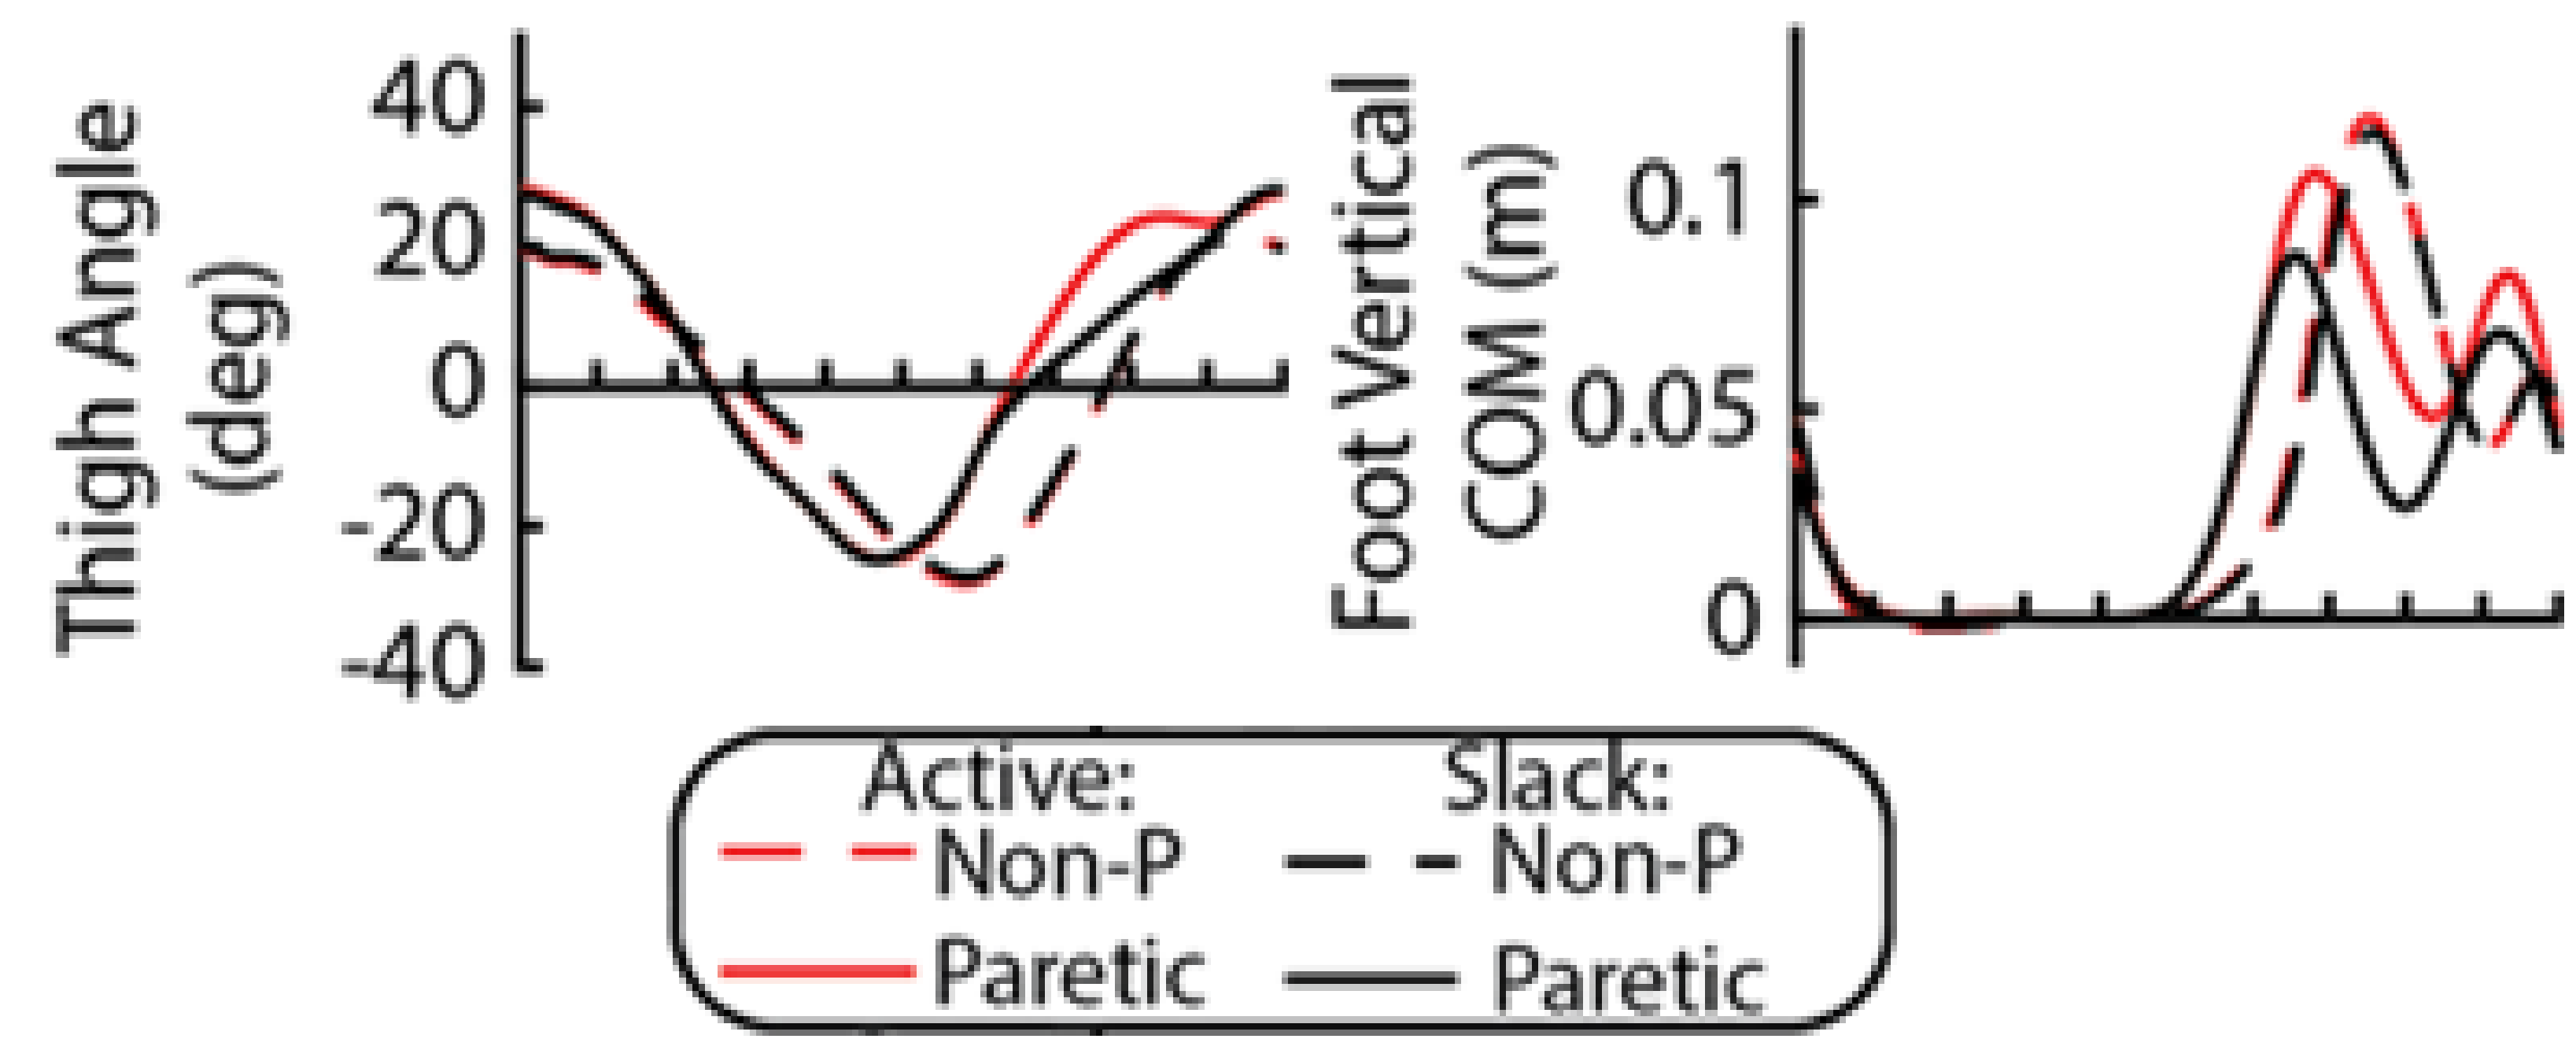 Thigh Angle
(deg)
40
20
0
-20
-40
Foot Vertical
COM (m)
0.1
0.05
0
Active:
Non-P
Paretic
Slack:
Non-P
Paretic